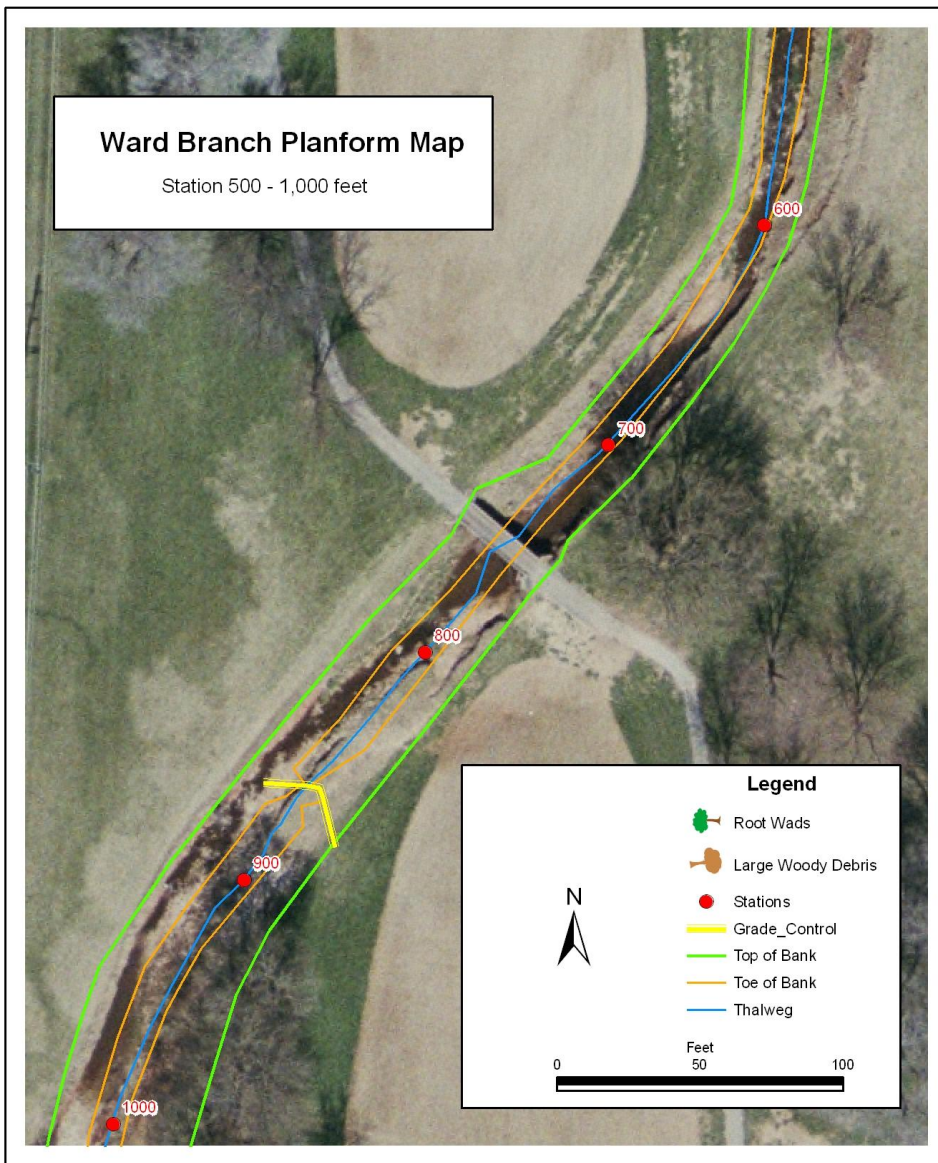 Ward Branch Planform Map
Station 500 - 1,000 feet
600
700
800
900
1000
Legend
Root Wads
Large Woody Debris
Stations
Grade_Control
Top of Bank
Toe of Bank
Thalweg
N
Feet
0 50 100